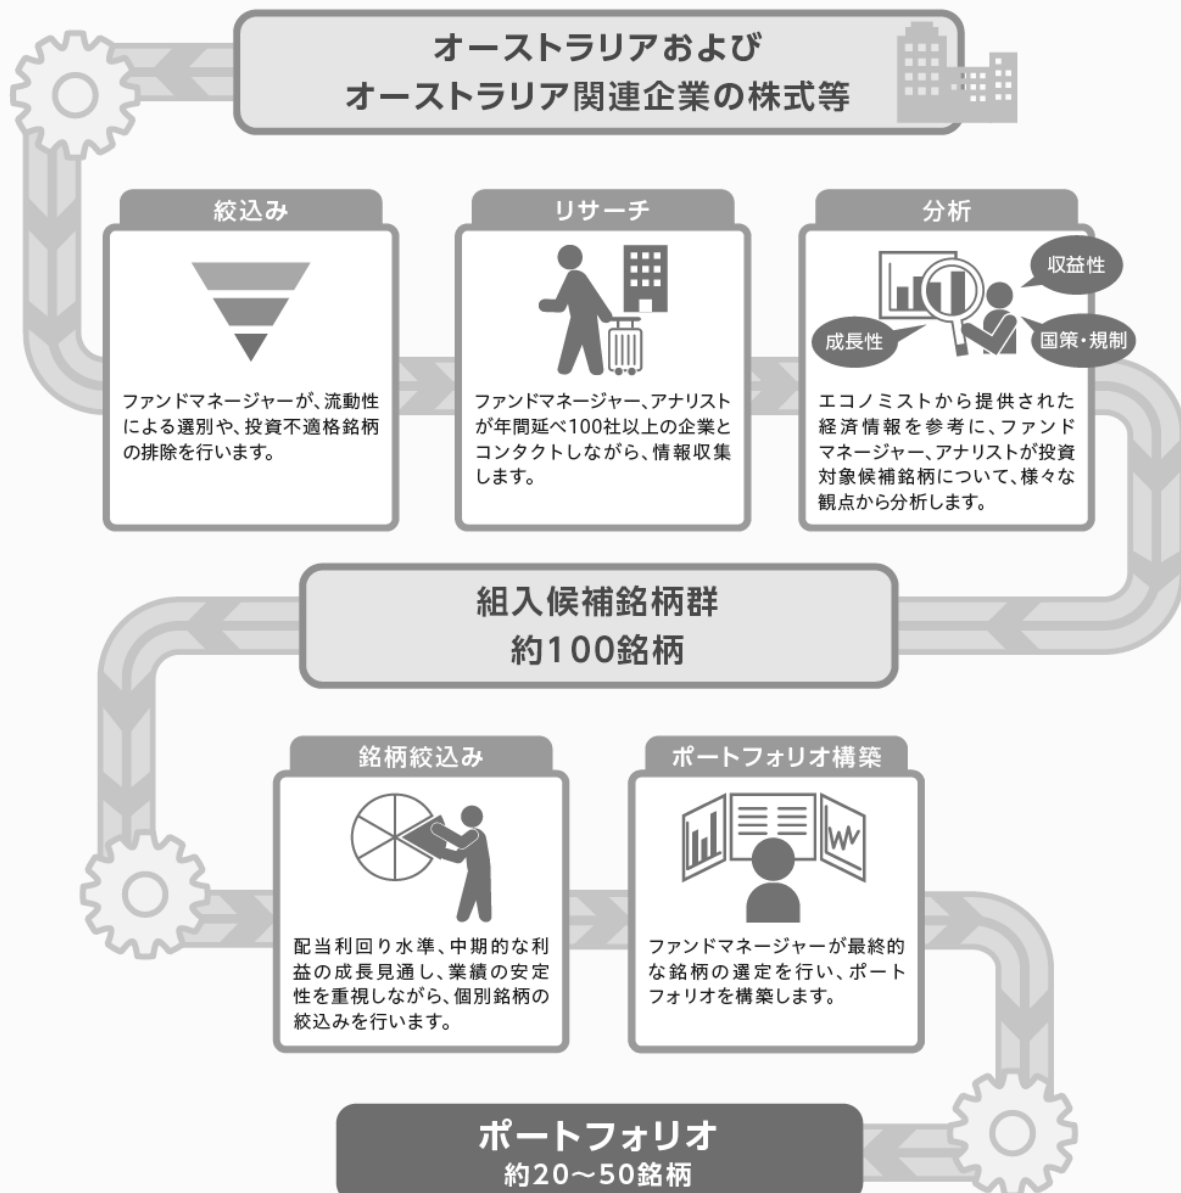 オーストラリアおよび
オーストラリア関連企業の株式等
絞込み
ファンドマネージャーが、流動性
による選別や、投資不適格銘柄
の排除を行います。
リサーチ
ファンドマネージャー、アナリスト
が年間延べ100社以上の企業と
コンタクトしながら、情報収集
します。
分析
収益性
成長性
国策・規制
エコノミストから提供された
経済情報を参考に、ファンド
マネージャー、アナリストが投資
対象候補銘柄について、様々な
観点から分析します。
組入候補銘柄群
約100銘柄
銘柄絞込み
配当利回り水準、中期的な利
益の成長見通し、業績の安定
性を重視しながら、個別銘柄の
絞込みを行います。
ポートフォリオ構築
ファンドマネージャーが最終的
な銘柄の選定を行い、ポート
フォリオを構築します。
ポートフォリオ
約20～50銘柄